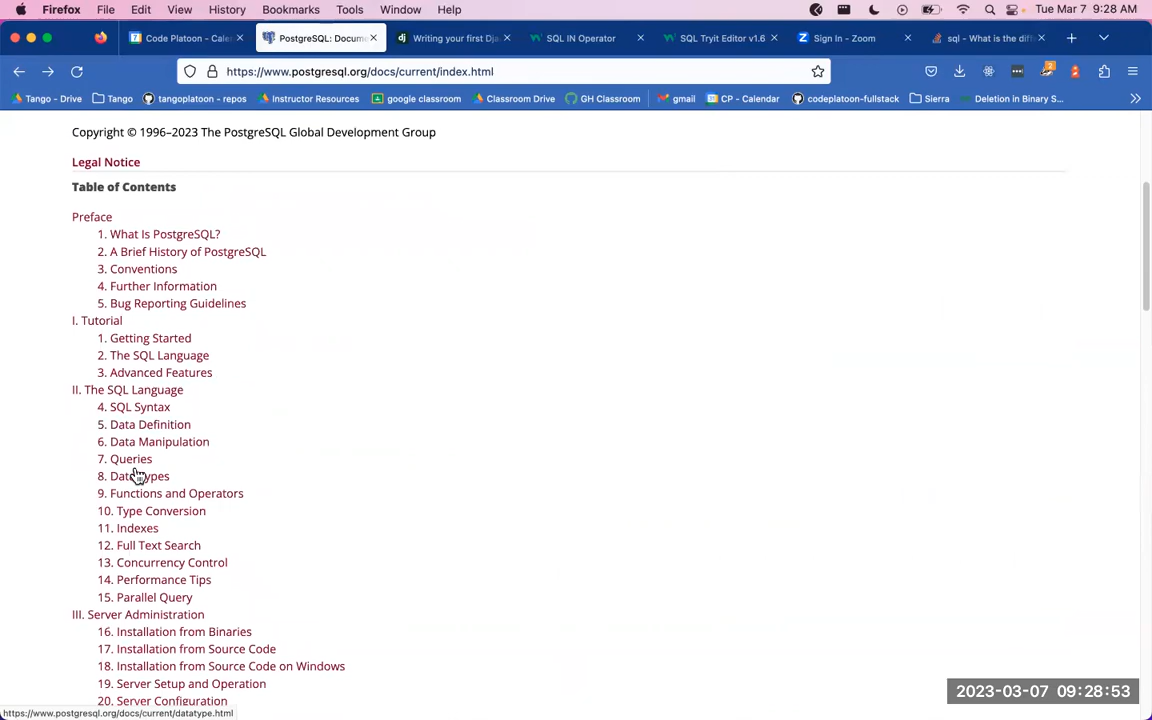 Firefox File Edit View History Bookmarks Tools Window Help Tue Mar 7 9:28 AM
Code Platoon - Cale PostgreSQL: Docum Writing your first Dja SQL IN Operator SQL Tryit Editor v1.6 Sign In - Zoom sql - What is the diff
https://www.postgresql.org/docs/current/index.html
Tango - Drive Tango tangoplatoon - repos Instructor Resources google classroom Classroom Drive GH Classroom gmail CP - Calendar codeplatoon-fullstack Sierra Deletion in Binary S...
Copyright © 1996–2023 The PostgreSQL Global Development Group
Legal Notice
Table of Contents
Preface
1. What Is PostgreSQL?
2. A Brief History of PostgreSQL
3. Conventions
4. Further Information
5. Bug Reporting Guidelines
I. Tutorial
1. Getting Started
2. The SQL Language
3. Advanced Features
II. The SQL Language
4. SQL Syntax
5. Data Definition
6. Data Manipulation
7. Queries
8. Data Types
9. Functions and Operators
10. Type Conversion
11. Indexes
12. Full Text Search
13. Concurrency Control
14. Performance Tips
15. Parallel Query
III. Server Administration
16. Installation from Binaries
17. Installation from Source Code
18. Installation from Source Code on Windows
19. Server Setup and Operation
20. Server Configuration
2023-03-07 09:28:53
https://www.postgresql.org/docs/current/datatype.html